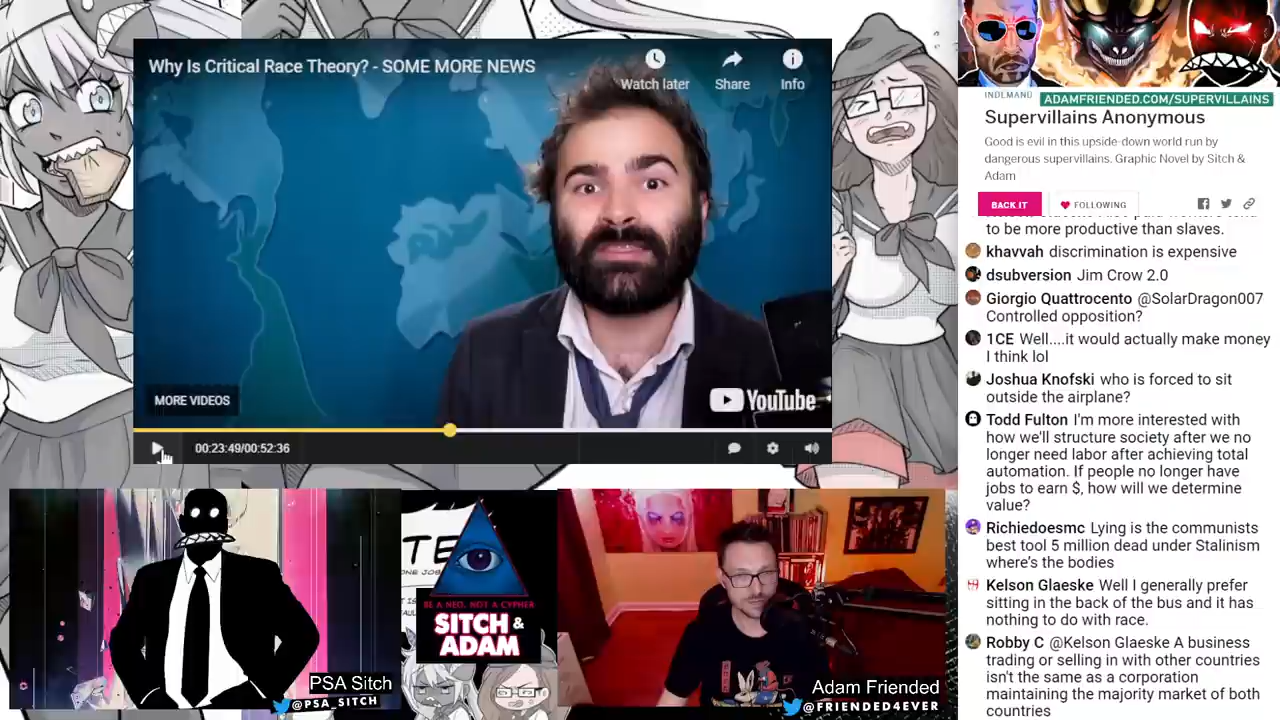 Why Is Critical Race Theory? - SOME MORE NEWS
Watch later
Share
Info
MORE VIDEOS
YouTube
00:23:49/00:52:36
INDEMAND
ADAMFRIENDED.COM/SUPERVILLAINS
Supervillains Anonymous
Good is evil in this upside-down world run by
dangerous supervillains. Graphic Novel by Sitch &
Adam
BACK IT
FOLLOWING
to be more productive than slaves.
khavvah discrimination is expensive
dsubversion Jim Crow 2.0
Giorgio Quattrocento @SolarDragon007
Controlled opposition?
1CE Well....it would actually make money
I think lol
Joshua Knofski who is forced to sit
outside the airplane?
Todd Fulton I'm more interested with
how we'll structure society after we no
longer need labor after achieving total
automation. If people no longer have
jobs to earn $, how will we determine
value?
Richiedoesmc Lying is the communists
best tool 5 million dead under Stalinism
where's the bodies
Kelson Glaeske Well I generally prefer
sitting in the back of the bus and it has
nothing to do with race.
Robby C @Kelson Glaeske A business
trading or selling in with other countries
isn't the same as a corporation
maintaining the majority market of both
countries
BE A NEO, NOT A CYPHER
SITCH &
ADAM
PSA Sitch
@PSA_SITCH
Adam Friended
@FRIENDED4EVER